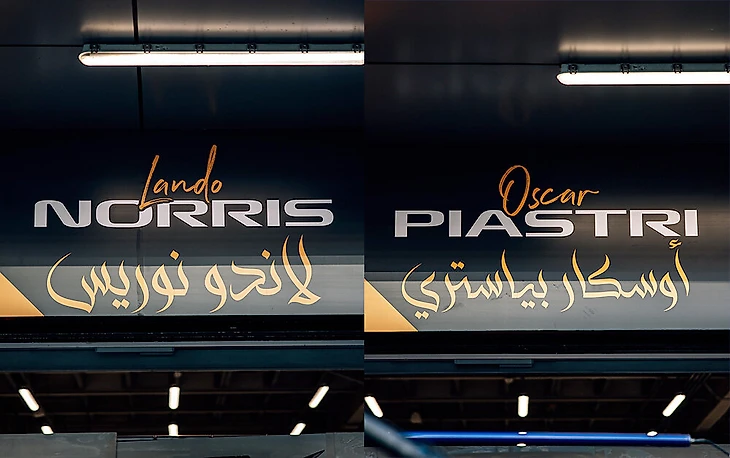 Lando
NORRIS
لاندو نوريس
Oscar
PIASTRI
أوسكار بياستري